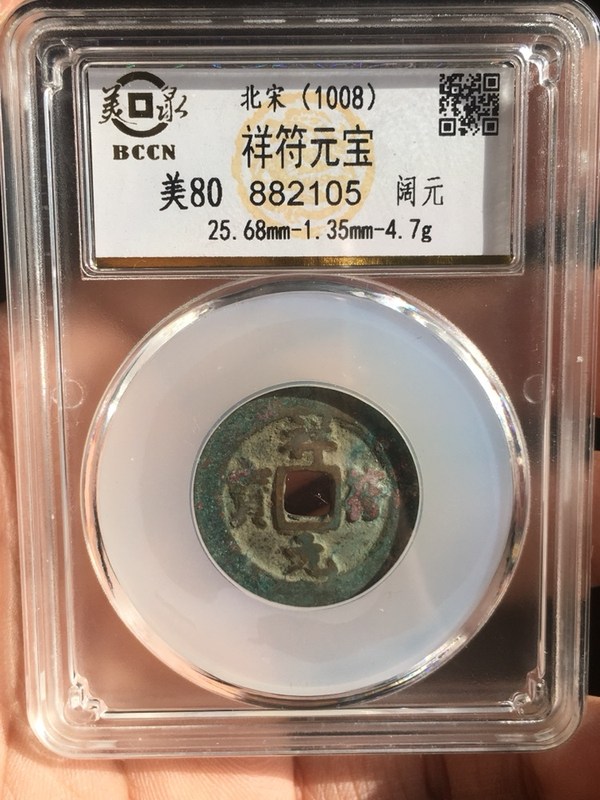 美泉
BCCN
北宋（1008）
祥符元宝
美80 882105 阔元
25.68mm-1.35mm-4.7g
祥符元寶